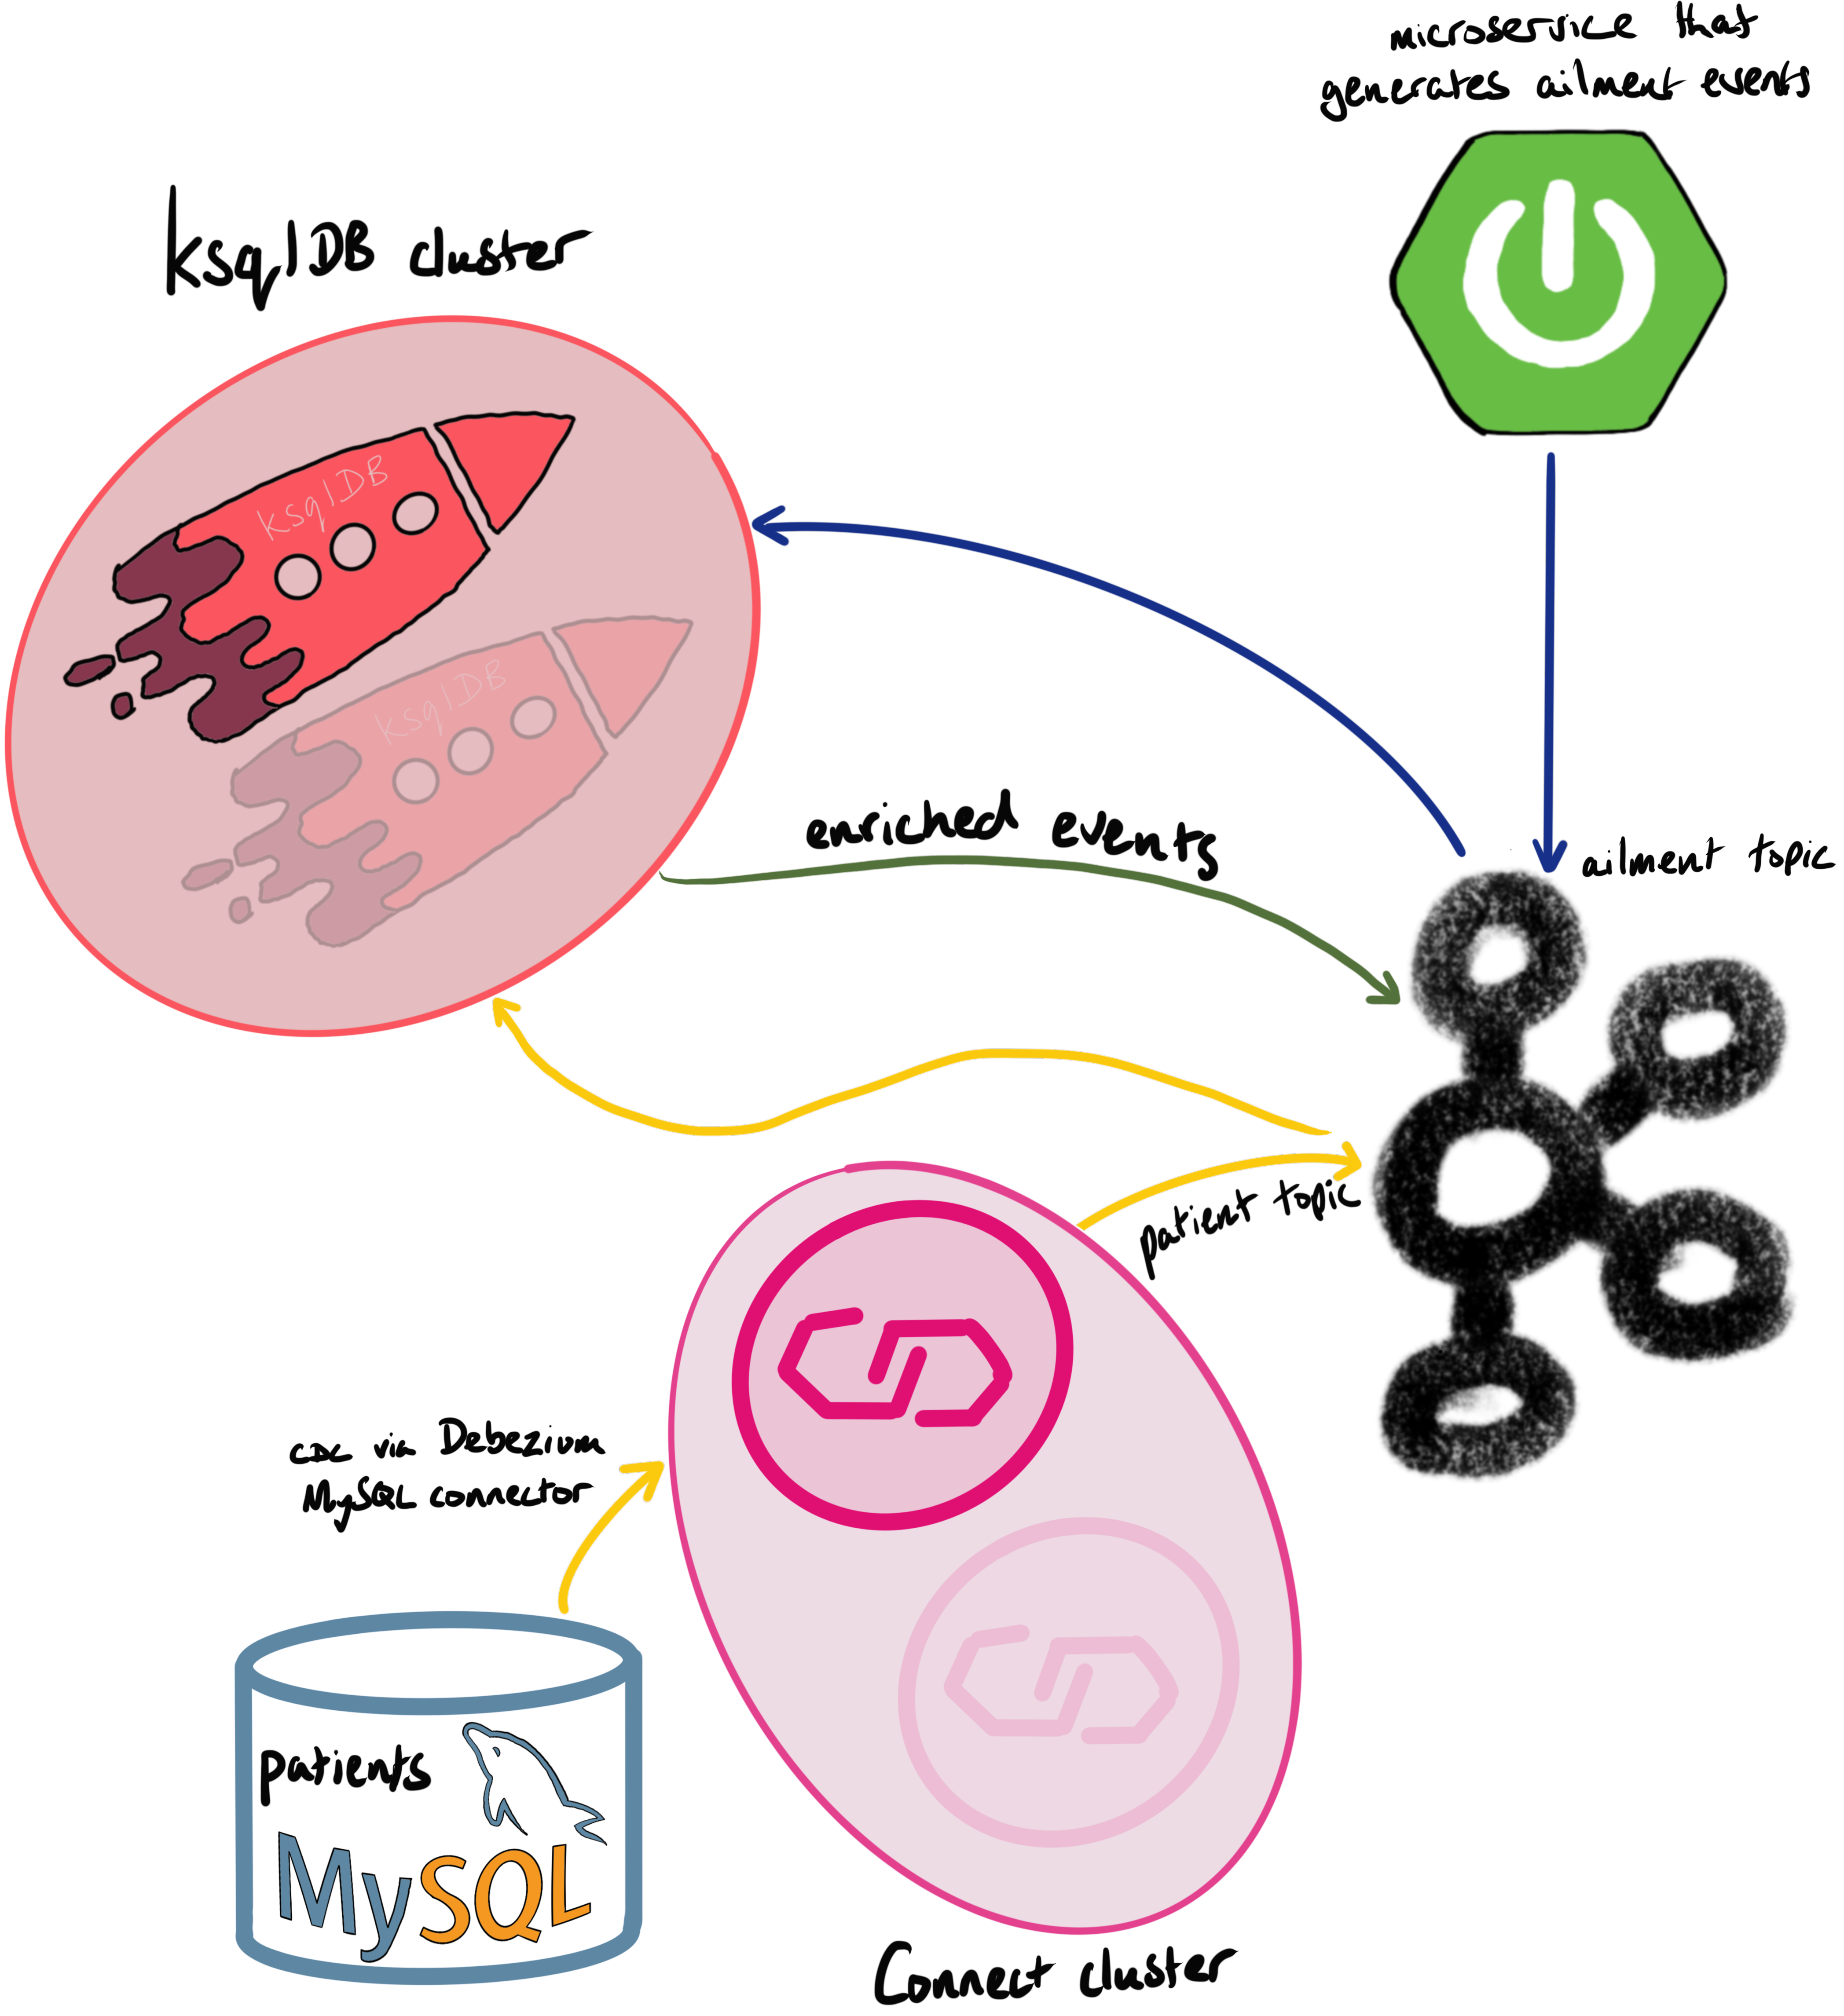 microservice that
generates ailment events
ksqlDB cluster
ksqlDB
ksqlDB
enriched events
ailment topic
patient topic
CDC via Debezium
MySQL connector
patients
MySQL
Connect cluster